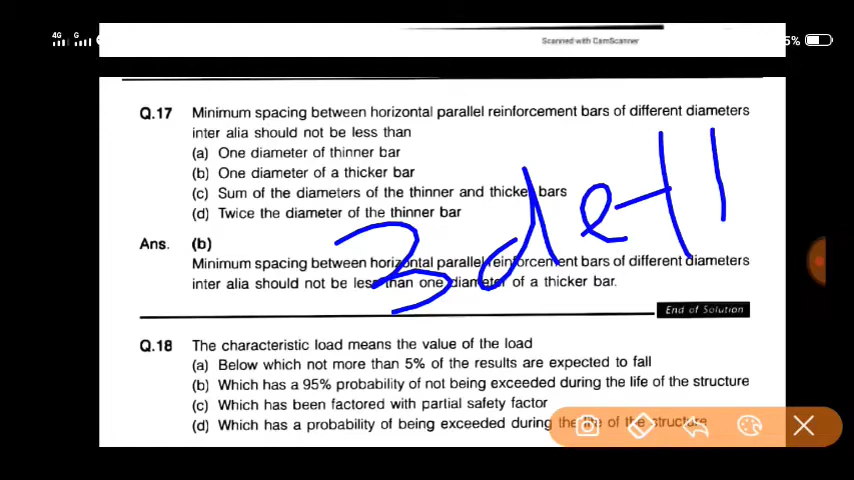 4G G
5%
Scanned with CamScanner
Q.17 Minimum spacing between horizontal parallel reinforcement bars of different diameters
inter alia should not be less than
(a) One diameter of thinner bar
(b) One diameter of a thicker bar
(c) Sum of the diameters of the thinner and thicker bars
(d) Twice the diameter of the thinner bar
Ans. (b)
Minimum spacing between horizontal parallel reinforcement bars of different diameters
inter alia should not be less than one diameter of a thicker bar.
End of Solution
Q.18 The characteristic load means the value of the load
(a) Below which not more than 5% of the results are expected to fall
(b) Which has a 95% probability of not being exceeded during the life of the structure
(c) Which has been factored with partial safety factor
(d) Which has a probability of being exceeded during the life of the structure